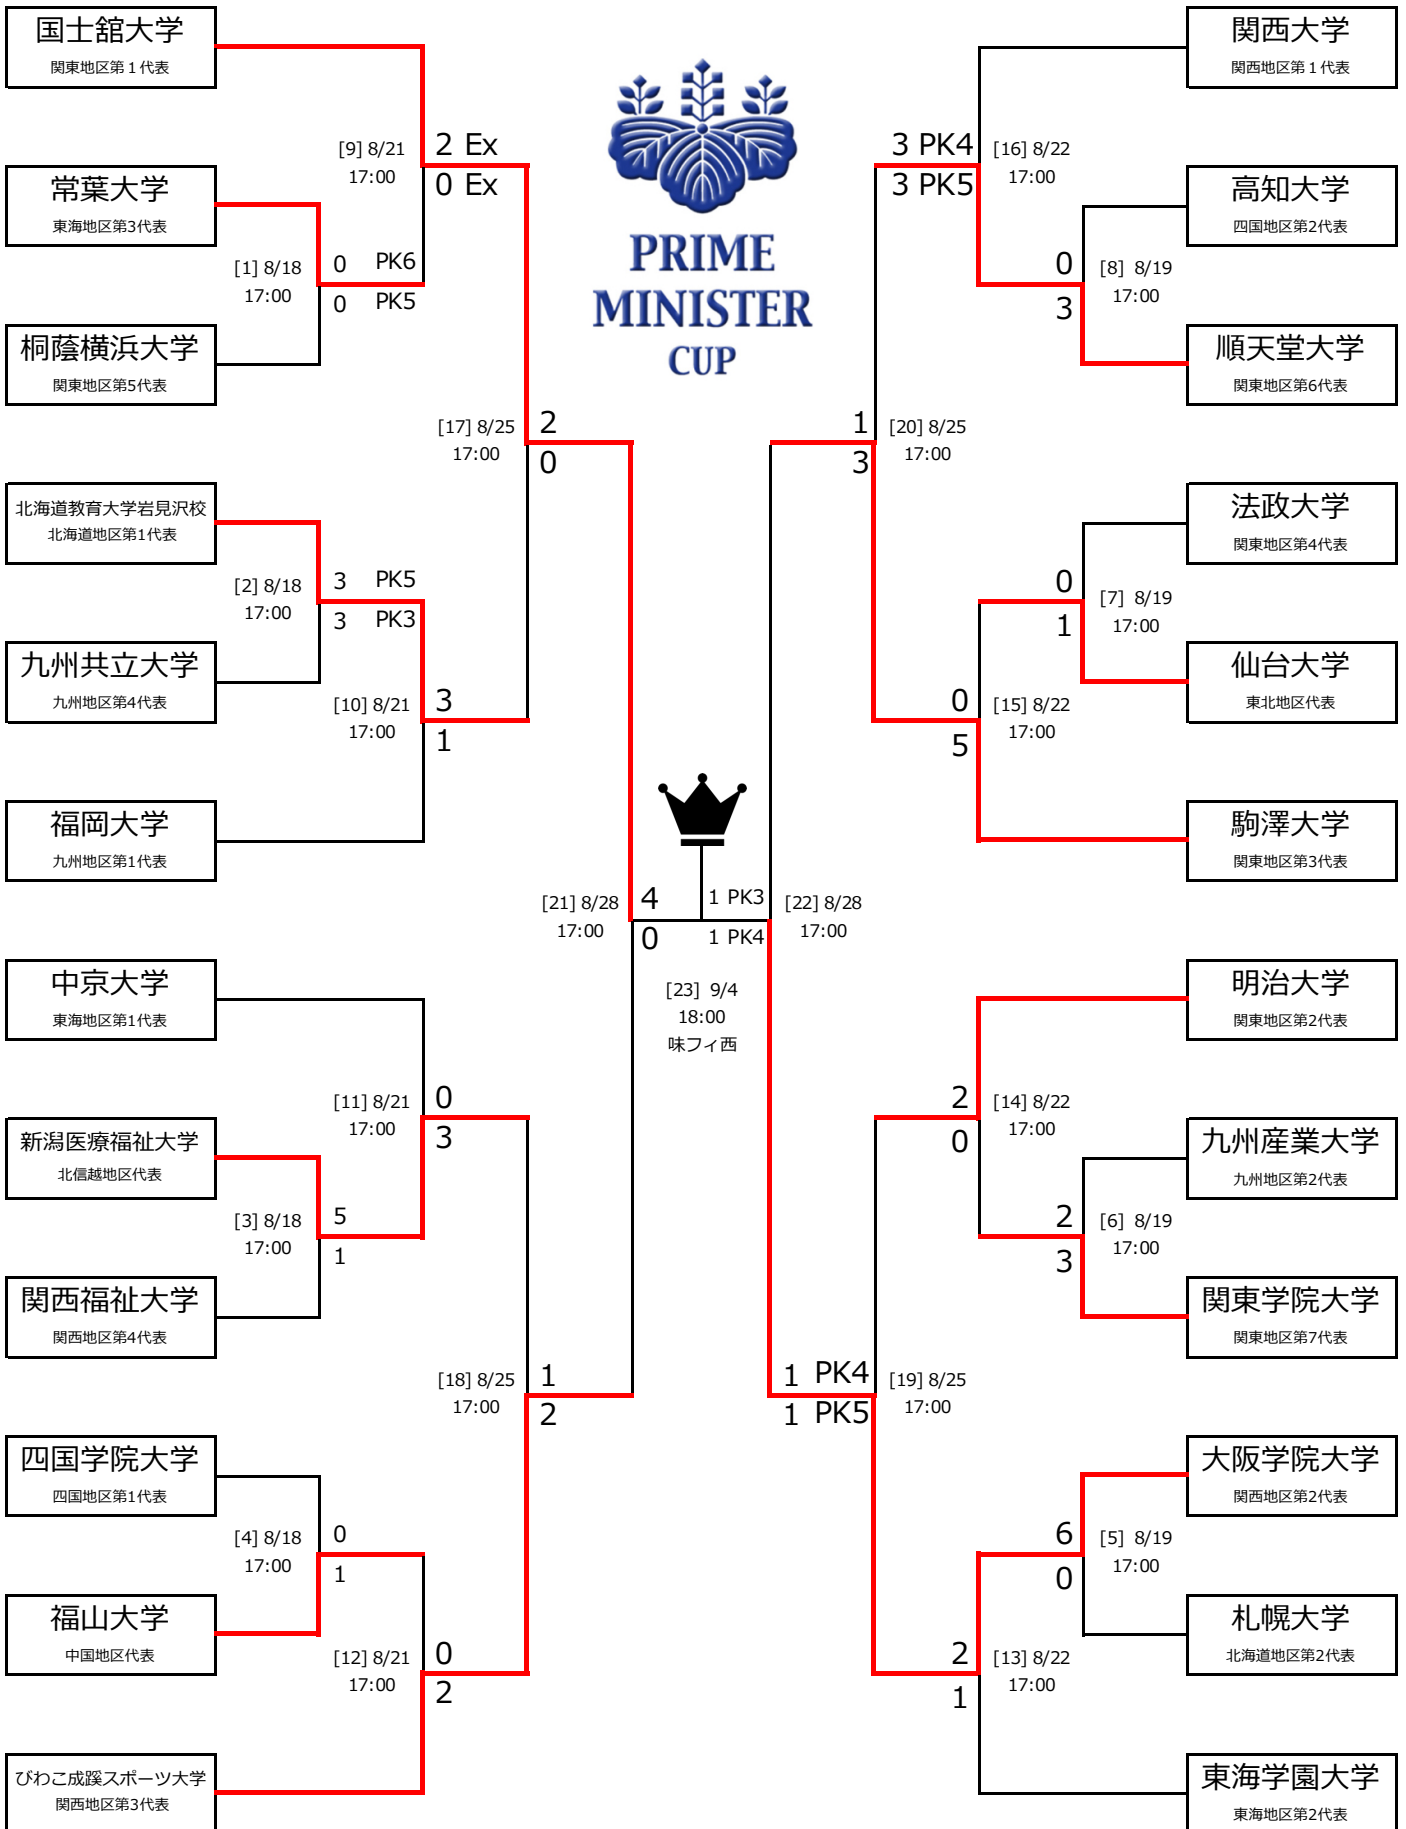 国士舘大学
関東地区第１代表
[9] 8/21
17:00
2 Ex
0 Ex
常葉大学
東海地区第3代表
[1] 8/18
17:00
0 PK6
0 PK5
桐蔭横浜大学
関東地区第5代表
[17] 8/25
17:00
2
0
北海道教育大学岩見沢校
北海道地区第1代表
[2] 8/18
17:00
3 PK5
3 PK3
九州共立大学
九州地区第4代表
[10] 8/21
17:00
3
1
福岡大学
九州地区第1代表
[21] 8/28
17:00
4
0
中京大学
東海地区第1代表
[11] 8/21
17:00
0
3
新潟医療福祉大学
北信越地区代表
[3] 8/18
17:00
5
1
関西福祉大学
関西地区第4代表
[18] 8/25
17:00
1
2
四国学院大学
四国地区第1代表
[4] 8/18
17:00
0
1
福山大学
中国地区代表
[12] 8/21
17:00
0
2
びわこ成蹊スポーツ大学
関西地区第3代表
PRIME
MINISTER
CUP
1 PK3
1 PK4
[23] 9/4
18:00
味フィ西
関西大学
関西地区第１代表
3 PK4
3 PK5
[16] 8/22
17:00
高知大学
四国地区第2代表
0
3
[8] 8/19
17:00
順天堂大学
関東地区第6代表
1
3
[20] 8/25
17:00
法政大学
関東地区第4代表
0
1
[7] 8/19
17:00
仙台大学
東北地区代表
0
5
[15] 8/22
17:00
駒澤大学
関東地区第3代表
[22] 8/28
17:00
明治大学
関東地区第2代表
2
0
[14] 8/22
17:00
九州産業大学
九州地区第2代表
2
3
[6] 8/19
17:00
関東学院大学
関東地区第7代表
1 PK4
1 PK5
[19] 8/25
17:00
大阪学院大学
関西地区第2代表
6
0
[5] 8/19
17:00
札幌大学
北海道地区第2代表
2
1
[13] 8/22
17:00
東海学園大学
東海地区第2代表